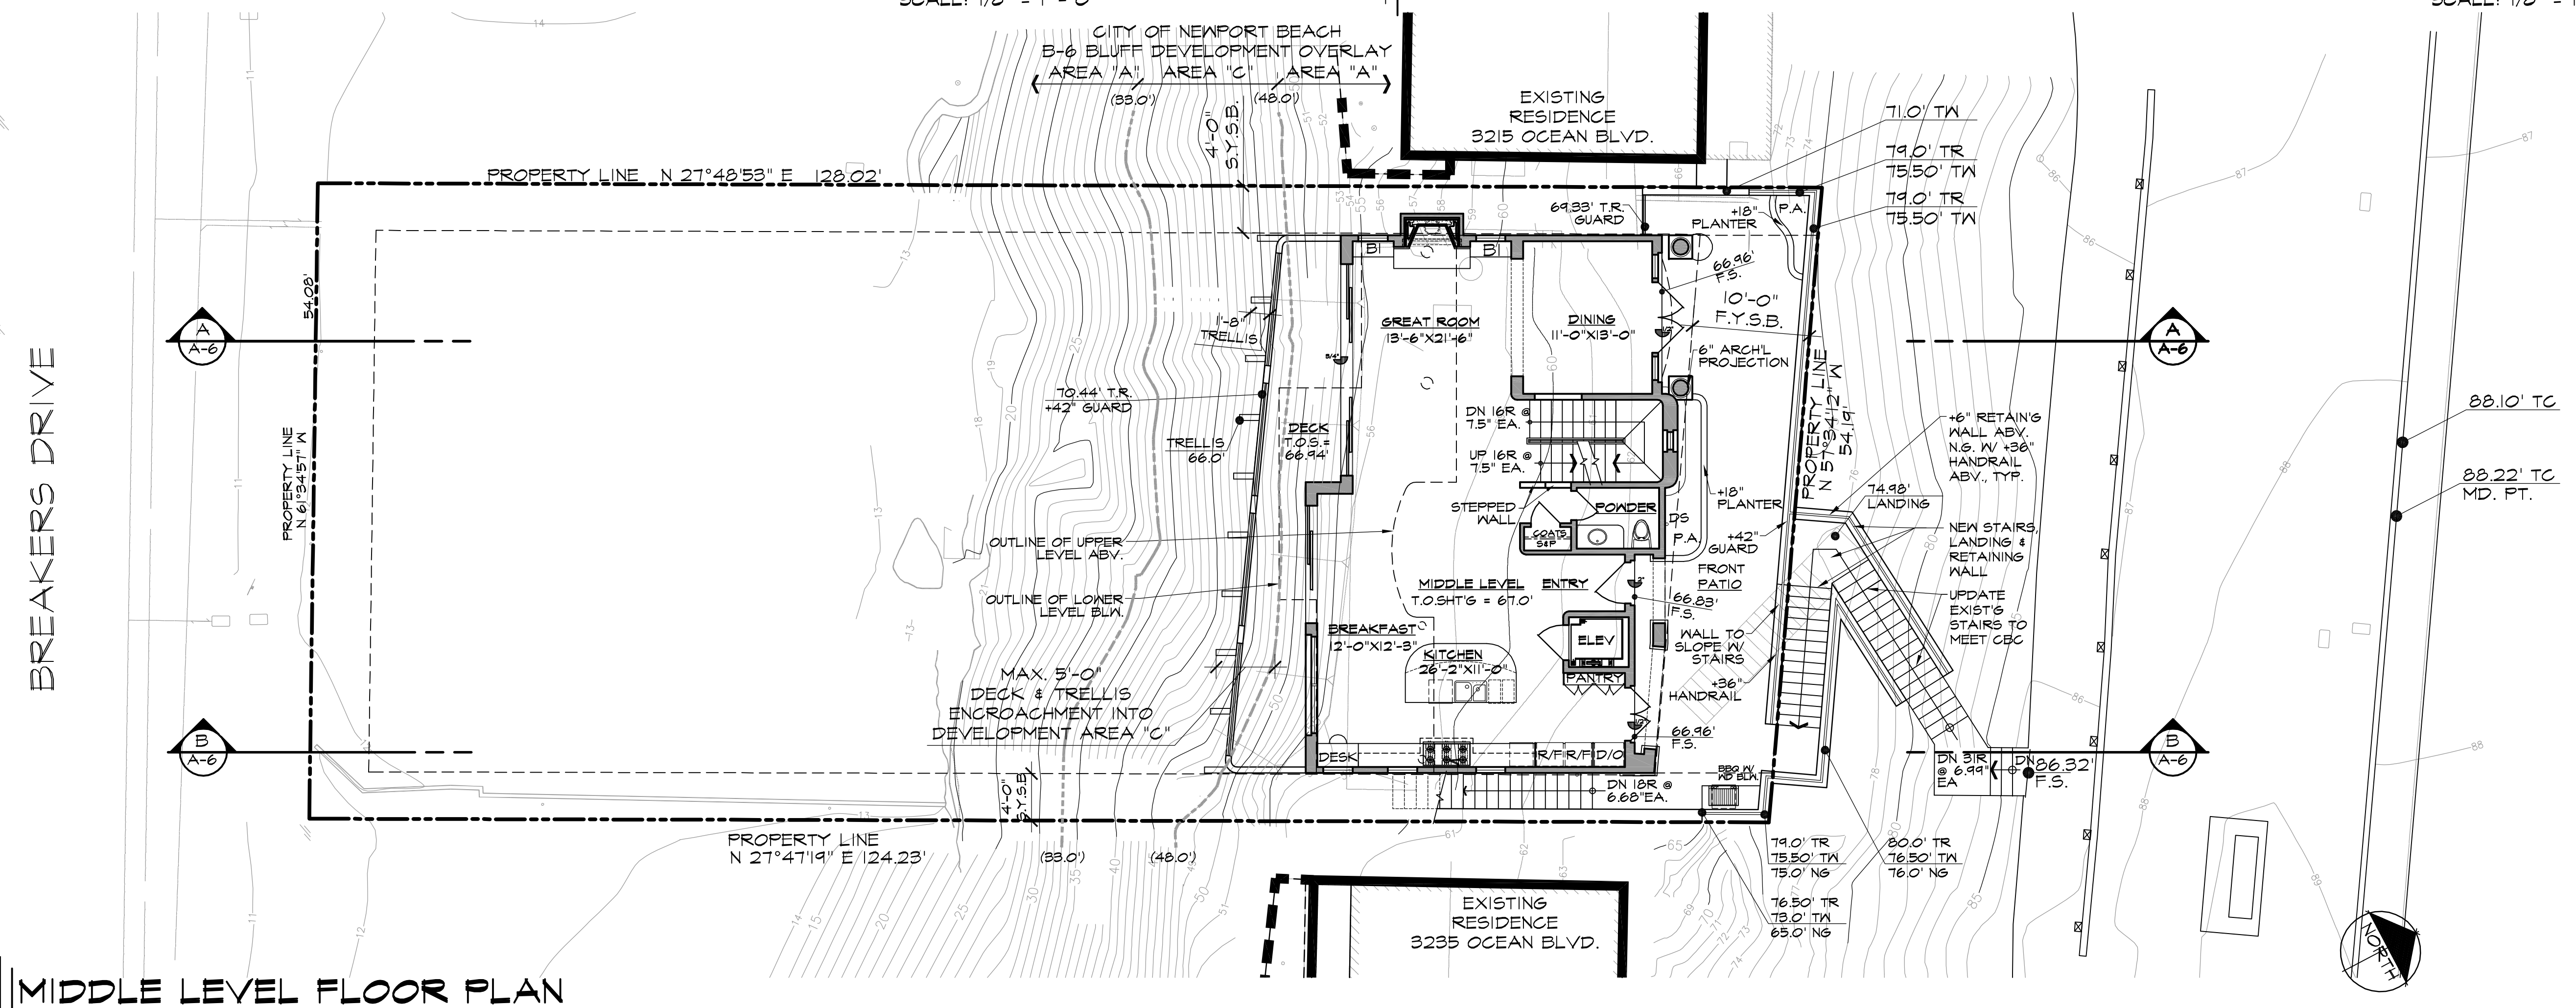 CITY OF NEWPORT BEACH
B-6 BLUFF DEVELOPMENT OVERLAY
AREA "A" AREA "C" AREA "A"
(33.0') (48.0')
4'-0"
S.Y.S.B.
EXISTING
RESIDENCE
3215 OCEAN BLVD.
71.0' TW
79.0' TR
75.50' TW
79.0' TR
75.50' TW
PROPERTY LINE N 27°48'53" E 128.02'
69.33' T.R.
GUARD
+18"
PLANTER
P.A.
54.08'
A
A-6
BREAKERS DRIVE
PROPERTY LINE
N 61°34'57" W
B
A-6
1'-8"
TRELLIS
70.44' T.R.
+42" GUARD
TRELLIS
66.0'
DECK
T.O.S.=
66.94'
BI
BI
GREAT ROOM
13'-6"X21'-6"
DINING
11'-0"X13'-0"
66.96'
F.S.
10'-0"
F.Y.S.B.
6" ARCH'L
PROJECTION
PROPERTY LINE
N 57°34'12" W
54.19'
A
A-6
DN 16R @
7.5" EA.
UP 16R @
7.5" EA.
STEPPED
WALL
POWDER
COATS
S&P
DS
P.A.
+18"
PLANTER
+42"
GUARD
+6" RETAIN'G
WALL ABV.
N.G. W/ +36"
HANDRAIL
ABV., TYP.
74.98'
LANDING
NEW STAIRS,
LANDING &
RETAINING
WALL
UPDATE
EXIST'G
STAIRS TO
MEET CBC
88.10' TC
88.22' TC
MD. PT.
OUTLINE OF UPPER
LEVEL ABV.
OUTLINE OF LOWER
LEVEL BLW.
MIDDLE LEVEL
T.O.SHT'G = 67.0'
ENTRY
FRONT
PATIO
66.83'
F.S.
BREAKFAST
12'-0"X12'-3"
KITCHEN
26'-2"X11'-0"
ELEV
PANTRY
WALL TO
SLOPE W/
STAIRS
+36"
HANDRAIL
MAX. 5'-0"
DECK & TRELLIS
ENCROACHMENT INTO
DEVELOPMENT AREA "C"
66.96'
F.S.
DESK
R/F R/F D/O
BBQ W/
WD BLW.
DN 18R @
6.68"EA.
DN 31R
@ 6.99"
EA
DN
86.32'
F.S.
B
A-6
4'-0"
S.Y.S.B
PROPERTY LINE
N 27°47'19" E 124.23'
(33.0') (48.0')
79.0' TR
75.50' TW
75.0' NG
80.0' TR
76.50' TW
76.0' NG
76.50' TR
73.0' TW
65.0' NG
EXISTING
RESIDENCE
3235 OCEAN BLVD.
NORTH
MIDDLE LEVEL FLOOR PLAN